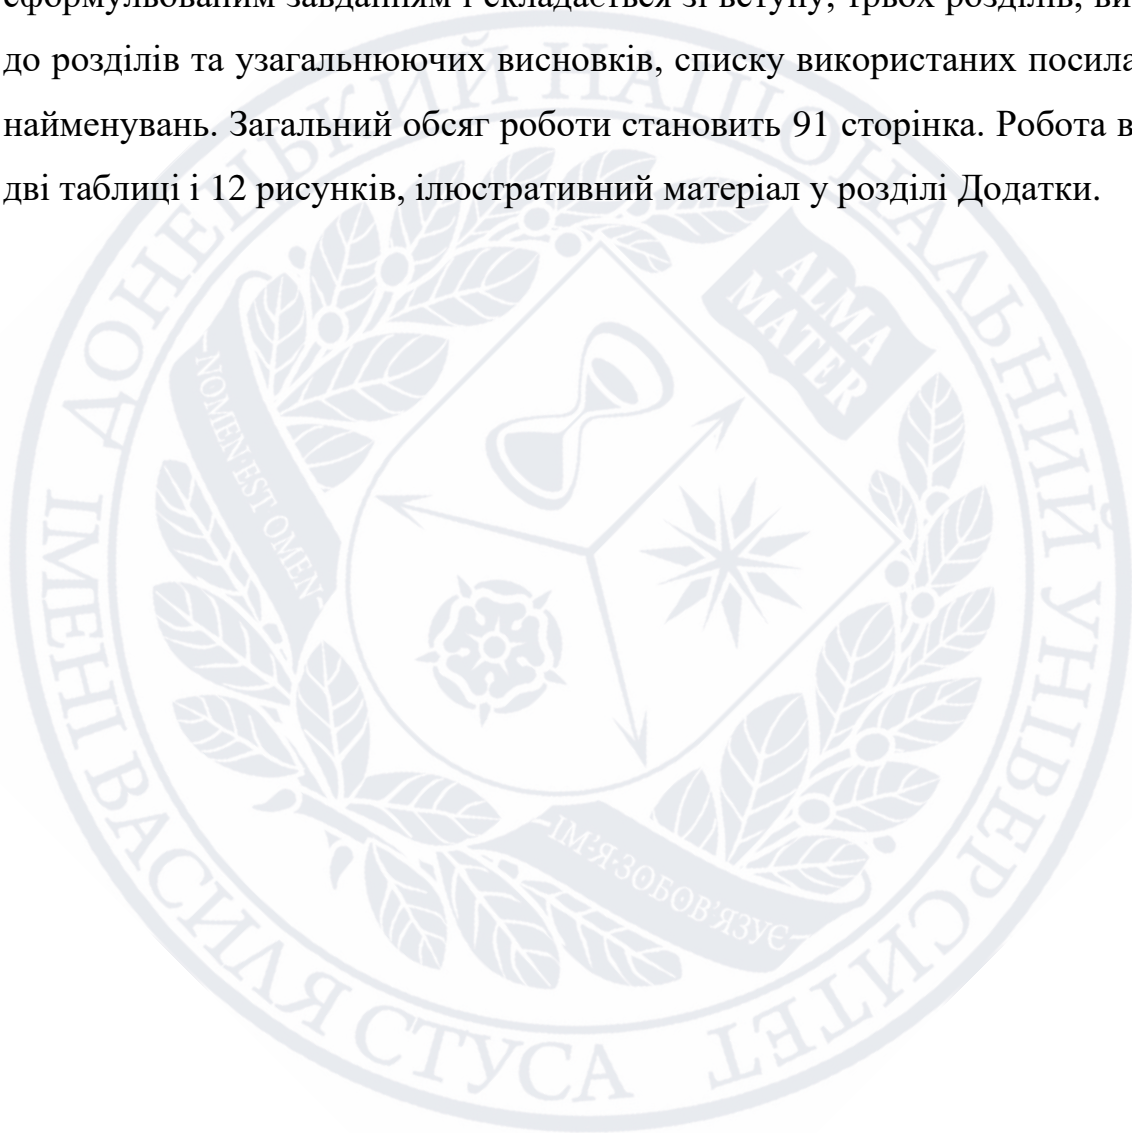 сформульованим завданням і складається зі вступу, трьох розділів,
до розділів та узагальнюючих висновків, списку використаних
найменувань. Загальний обсяг роботи становить 91 сторінка. Робота
дві таблиці і 12 рисунків, ілюстративний матеріал у розділі Додатки.
ДОНЕЦЬКИЙ НАЦІОНАЛЬНИЙ УНІВЕРСИТЕТ
ІМЕНІ ВАСИЛЯ СТУСА
ALMA
MATER
NOMEN EST OMEN
ІМ'Я ЗОБОВ'ЯЗУЄ